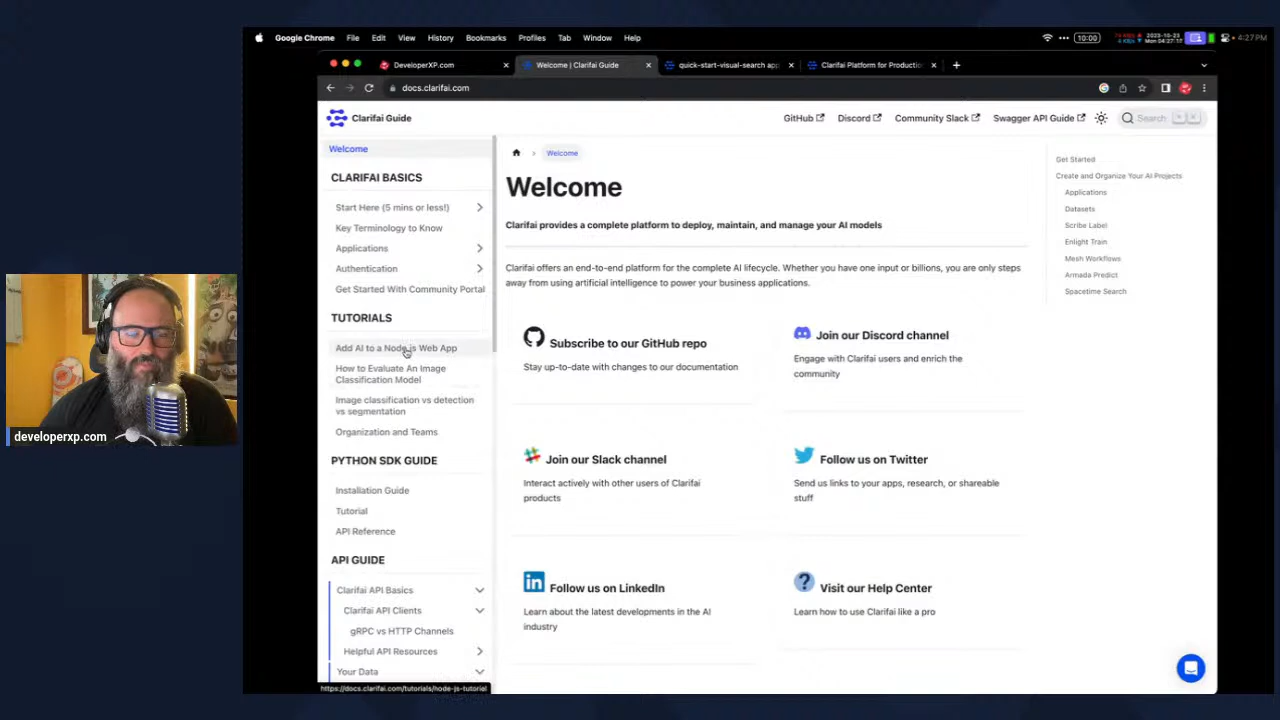 Google Chrome File Edit View History Bookmarks Profiles Tab Window Help
10:00
4:27PM
DeveloperXP.com
Welcome | Clarifai Guide
quick-start-visual-search app
Clarifai Platform for Producti
docs.clarifai.com
Clarifai Guide
GitHub
Discord
Community Slack
Swagger API Guide
Search
Welcome
CLARIFAI BASICS
Start Here (5 mins or less!)
Key Terminology to Know
Applications
Authentication
Get Started With Community Portal
TUTORIALS
Add AI to a Node.js Web App
How to Evaluate An Image
Classification Model
Image classification vs detection
vs segmentation
Organization and Teams
PYTHON SDK GUIDE
Installation Guide
Tutorial
API Reference
API GUIDE
Clarifai API Basics
Clarifai API Clients
gRPC vs HTTP Channels
Helpful API Resources
Your Data
https://docs.clarifai.com/tutorials/node-js-tutorial
Welcome
Welcome
Clarifai provides a complete platform to deploy, maintain, and manage your AI models
Clarifai offers an end-to-end platform for the complete AI lifecycle. Whether you have one input or billions, you are only steps
away from using artificial intelligence to power your business applications.
Subscribe to our GitHub repo
Stay up-to-date with changes to our documentation
Join our Discord channel
Engage with Clarifai users and enrich the
community
Join our Slack channel
Interact actively with other users of Clarifai
products
Follow us on Twitter
Send us links to your apps, research, or shareable
stuff
Follow us on LinkedIn
Learn about the latest developments in the AI
industry
Visit our Help Center
Learn how to use Clarifai like a pro
Get Started
Create and Organize Your AI Projects
Applications
Datasets
Scribe Label
Enlight Train
Mesh Workflows
Armada Predict
Spacetime Search
developerxp.com